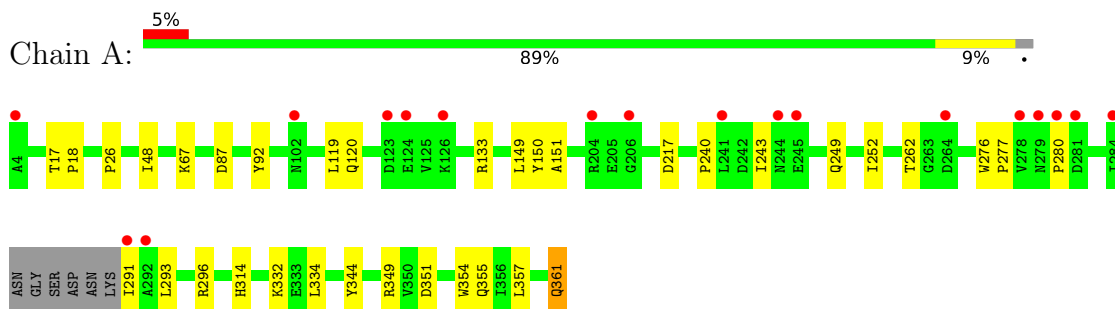 5%
Chain A:
89% 9% •
A4 T17 P18 P26 I48 K67 D87 Y92 N102 L119 Q120 D123 E124 V125 K126 R133 L149 Y150 A151 R204 E205 G206 D217 P240 L241 D242 I243 N244 E245 Q249 I252 T262 G263 D264 W276 P277 V278 N279 P280 D281 I284
ASN GLY SER ASP ASN LYS I291 A292 L293 R296 H314 K332 E333 L334 Y344 R349 V350 D351 W354 Q355 I356 L357 Q361